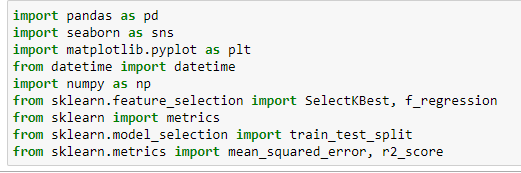 import pandas as pd
import seaborn as sns
import matplotlib.pyplot as plt
from datetime import datetime
import numpy as np
from sklearn.feature_selection import SelectKBest, f_regression
from sklearn import metrics
from sklearn.model_selection import train_test_split
from sklearn.metrics import mean_squared_error, r2_score